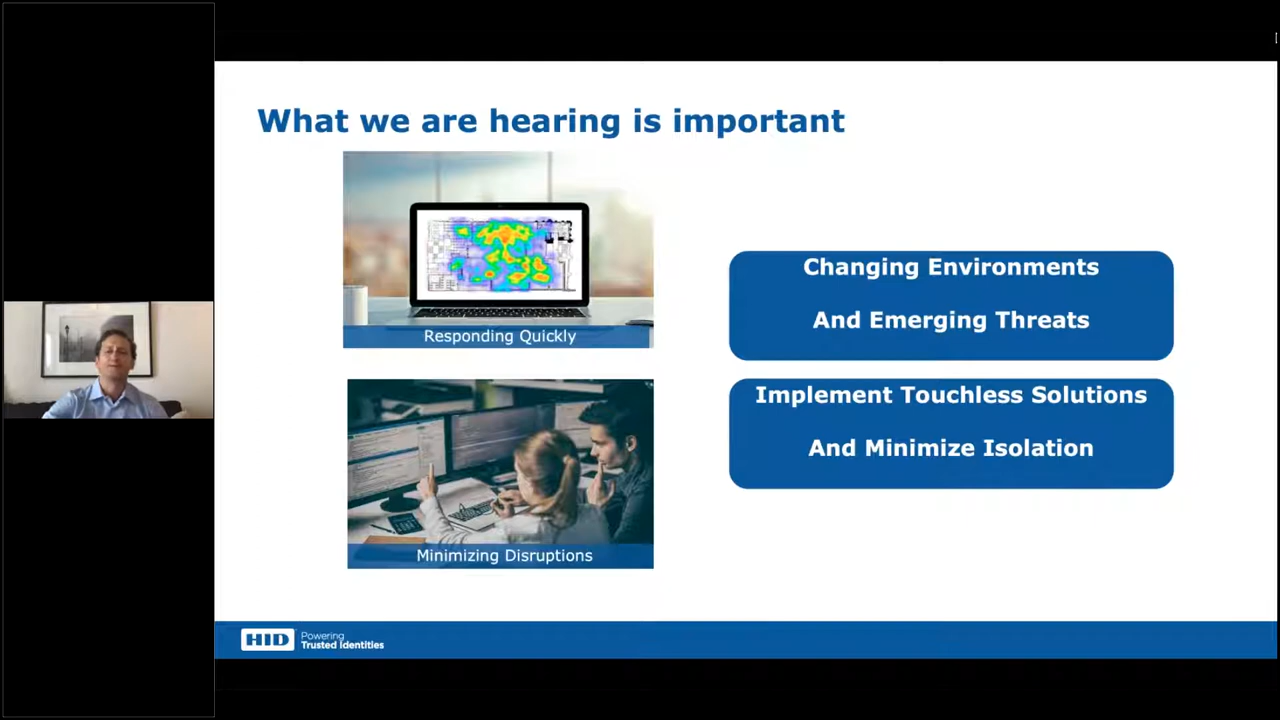 What we are hearing is important
Responding Quickly
Changing Environments
And Emerging Threats
Implement Touchless Solutions
And Minimize Isolation
Minimizing Disruptions
HID
Powering
Trusted Identities